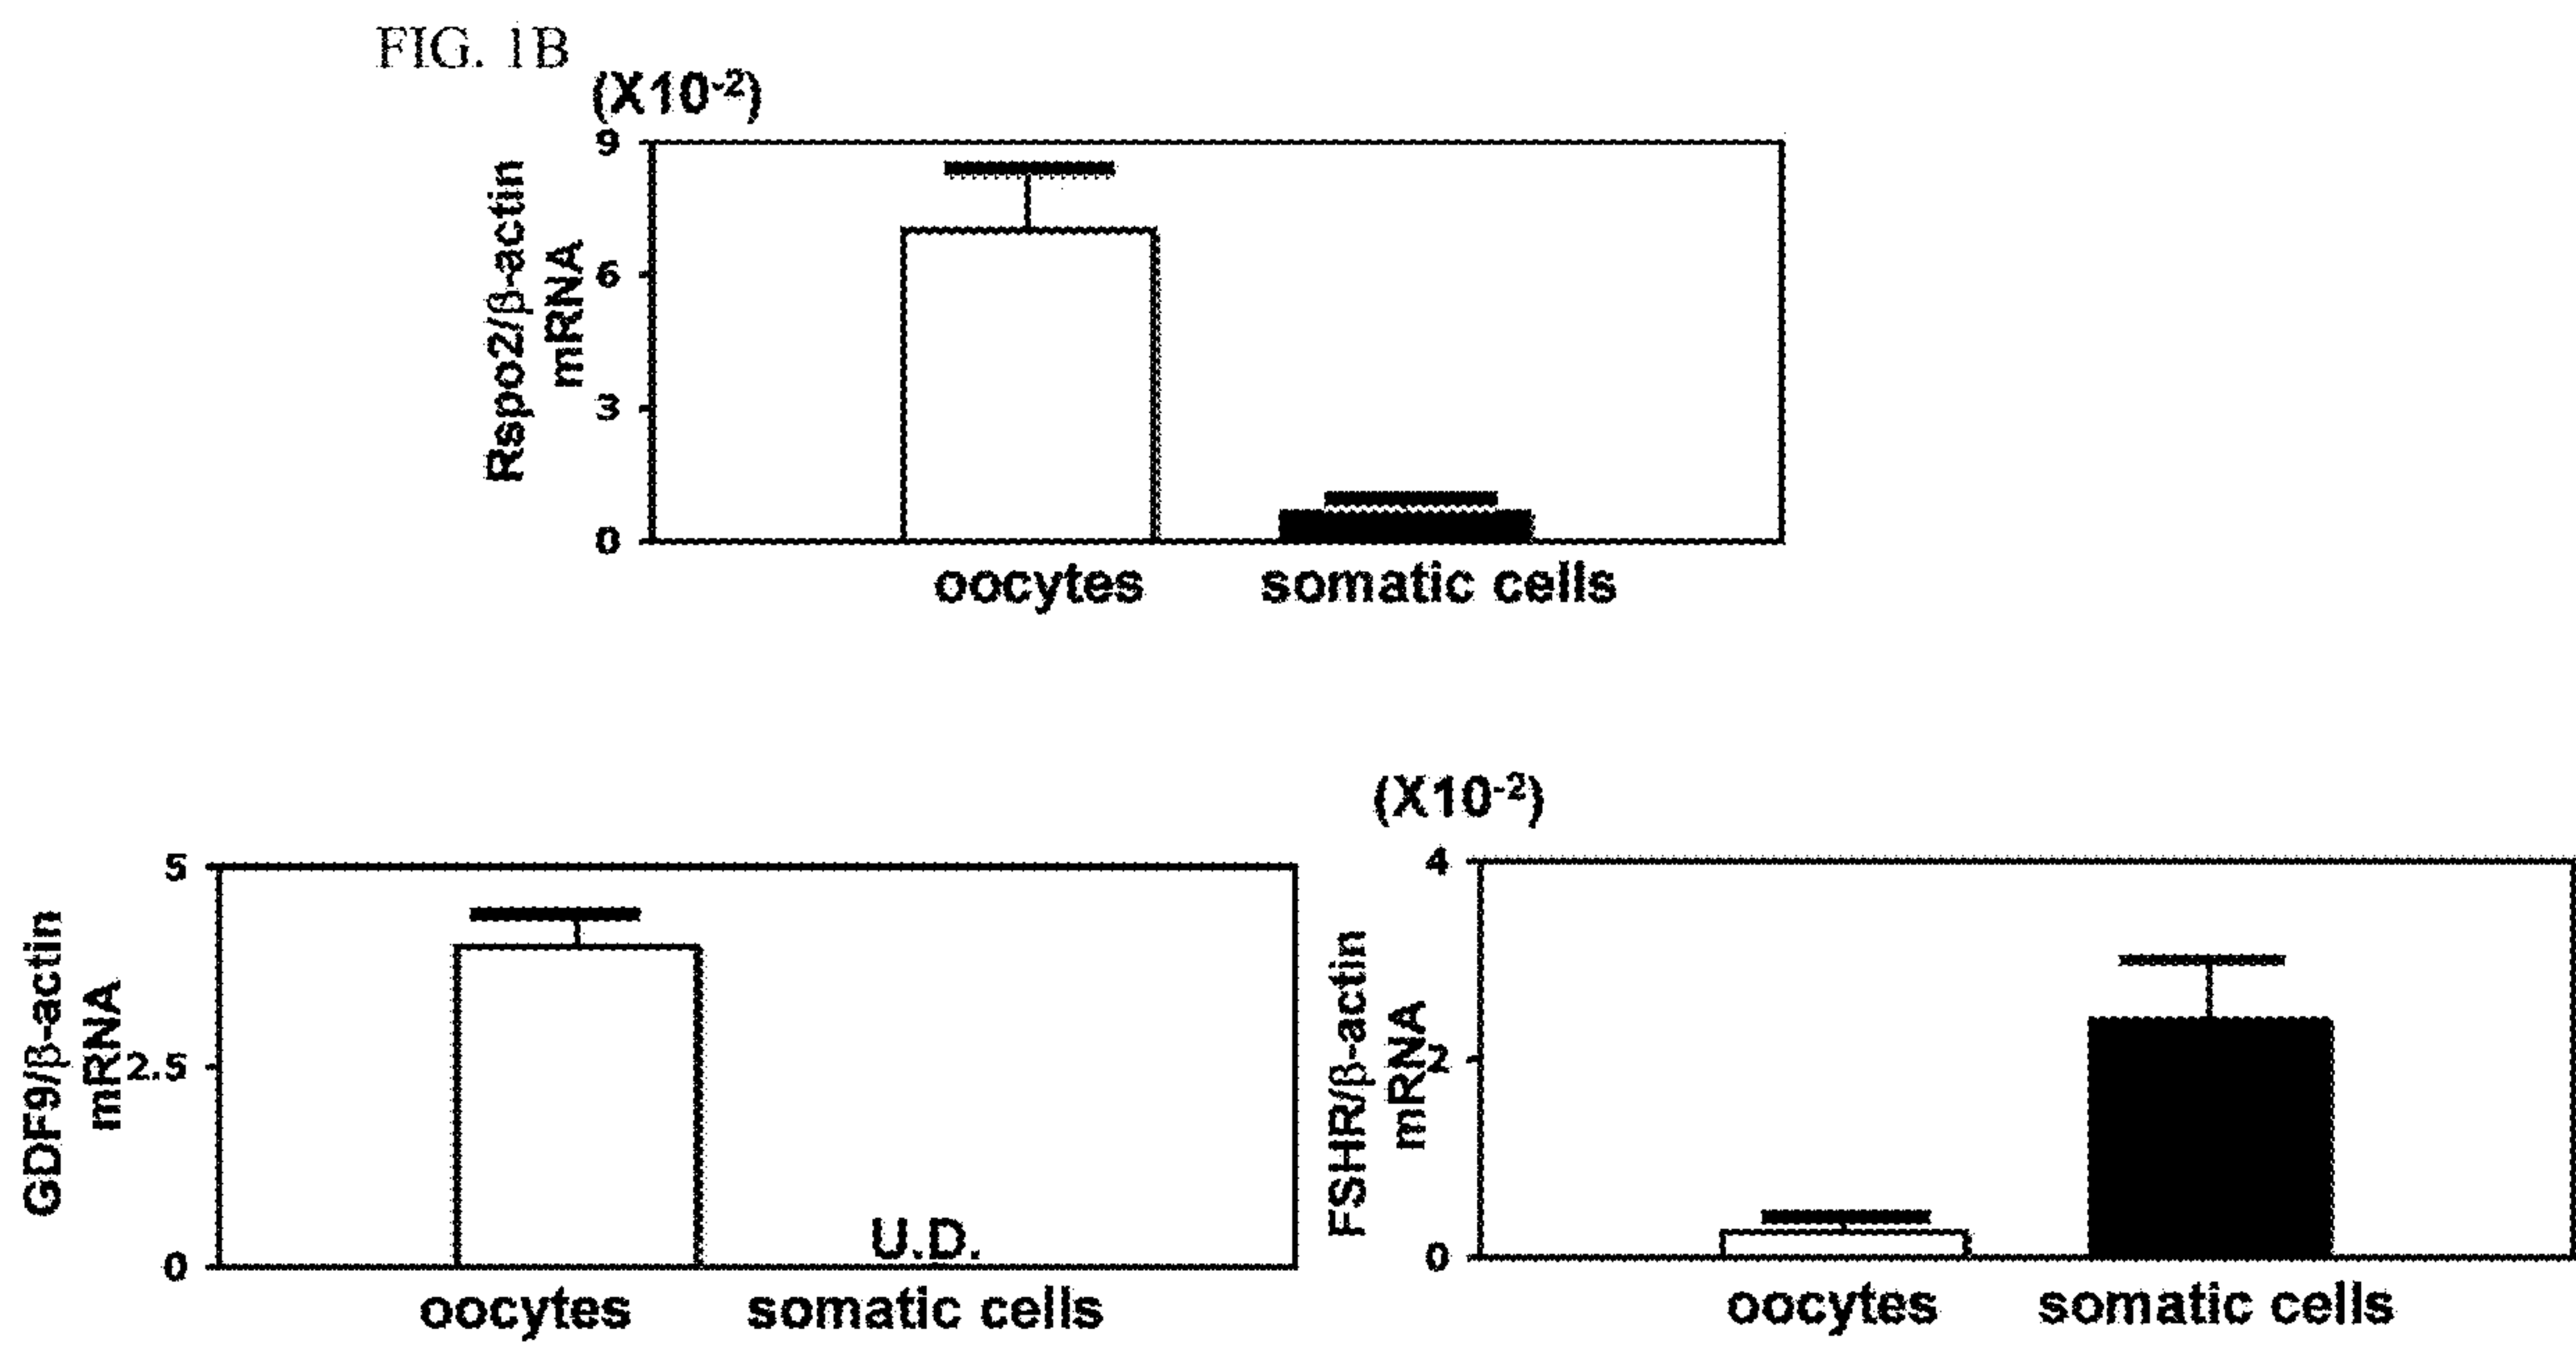 FIG. 1B
(X10⁻²)
Rspo2/β-actin
mRNA
9
6
3
0
oocytes somatic cells
GDF9/β-actin
mRNA
5
2.5
0
U.D.
oocytes somatic cells
(X10⁻²)
FSHR/β-actin
mRNA
4
2
0
oocytes somatic cells